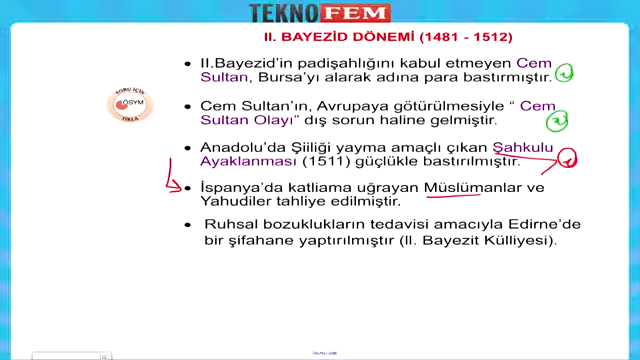 TEKNOFEM
II. BAYEZİD DÖNEMİ (1481 - 1512)
II.Bayezid’in padişahlığını kabul etmeyen Cem
Sultan, Bursa’yı alarak adına para bastırmıştır.
Cem Sultan’ın, Avrupaya götürülmesiyle “ Cem
Sultan Olayı” dış sorun haline gelmiştir.
SORU İÇİN
ÖSYM
TIKLA
Anadolu’da Şiiliği yayma amaçlı çıkan Şahkulu
Ayaklanması (1511) güçlükle bastırılmıştır.
İspanya’da katliama uğrayan Müslümanlar ve
Yahudiler tahliye edilmiştir.
Ruhsal bozuklukların tedavisi amacıyla Edirne’de
bir şifahane yaptırılmıştır (II. Bayezit Külliyesi).